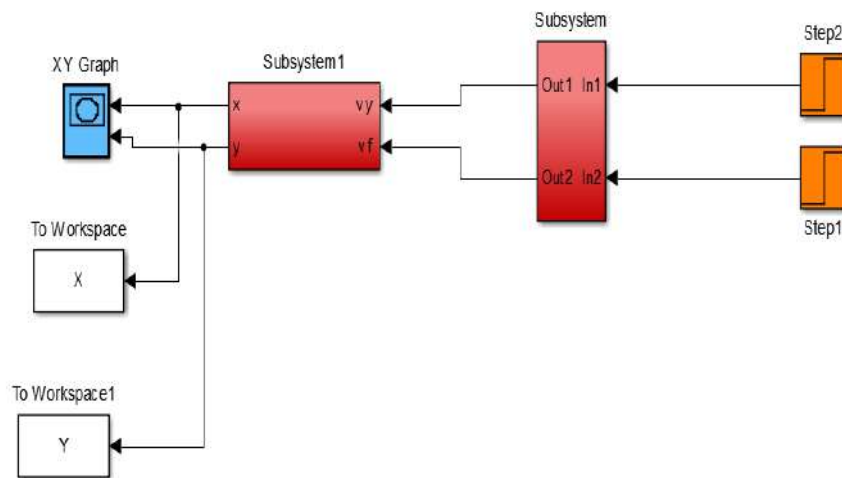 Subsystem
Step2
XY Graph
Subsystem1
x
vy
Out1
In1
y
vf
Out2
In2
Step1
To Workspace
X
To Workspace1
Y